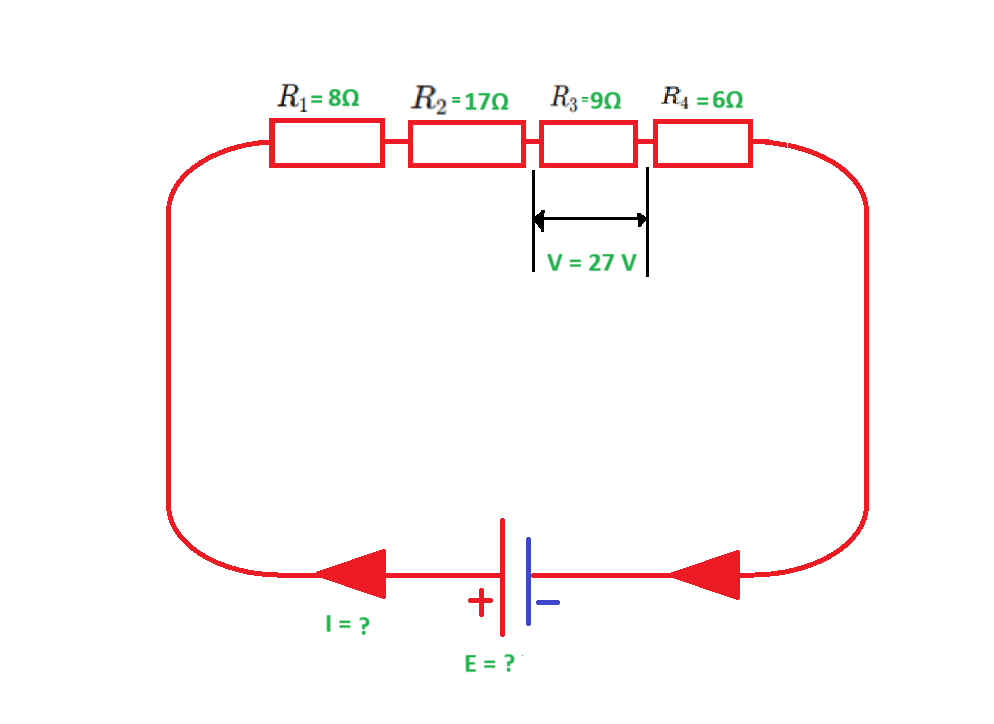 R₁= 8Ω R₂ =17Ω R₃=9Ω R₄ =6Ω
V = 27 V
+ −
I = ?
E = ?